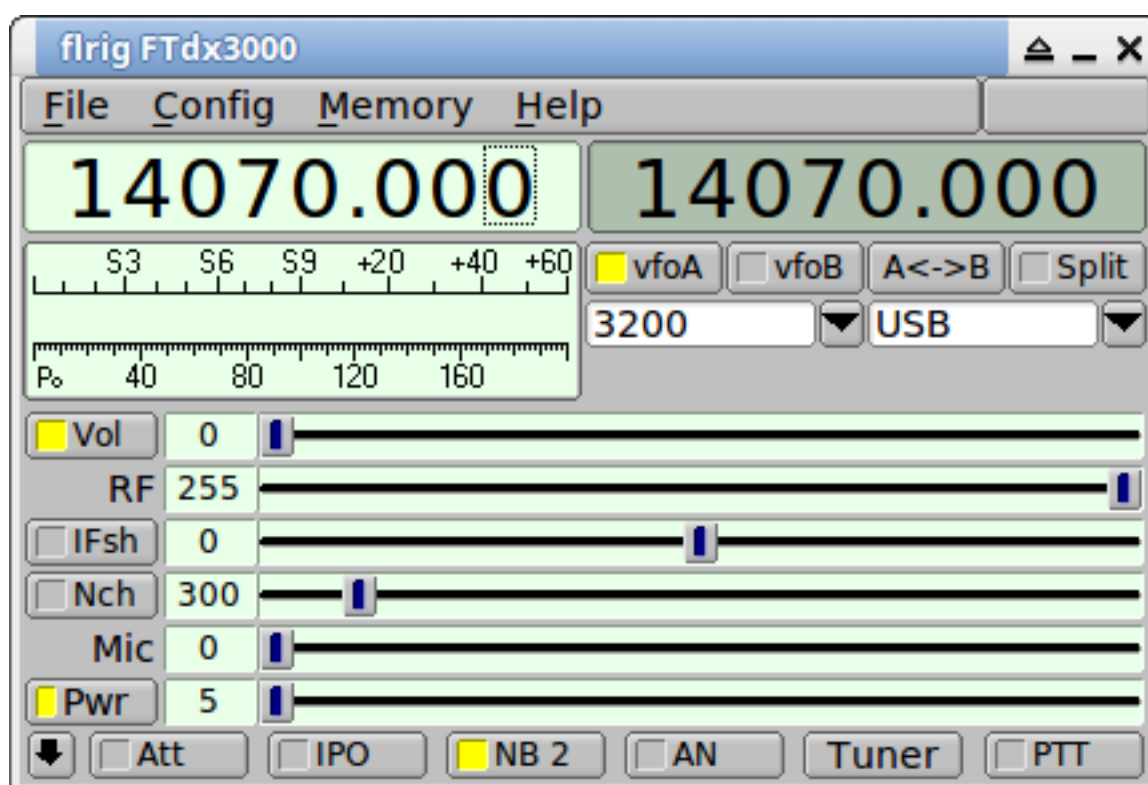 flrig FTdx3000
File Config Memory Help
14070.000 14070.000
S3 S6 S9 +20 +40 +60
vfoA vfoB A<->B Split
3200 USB
Po 40 80 120 160
Vol 0
RF 255
IFsh 0
Nch 300
Mic 0
Pwr 5
Att IPO NB 2 AN Tuner PTT